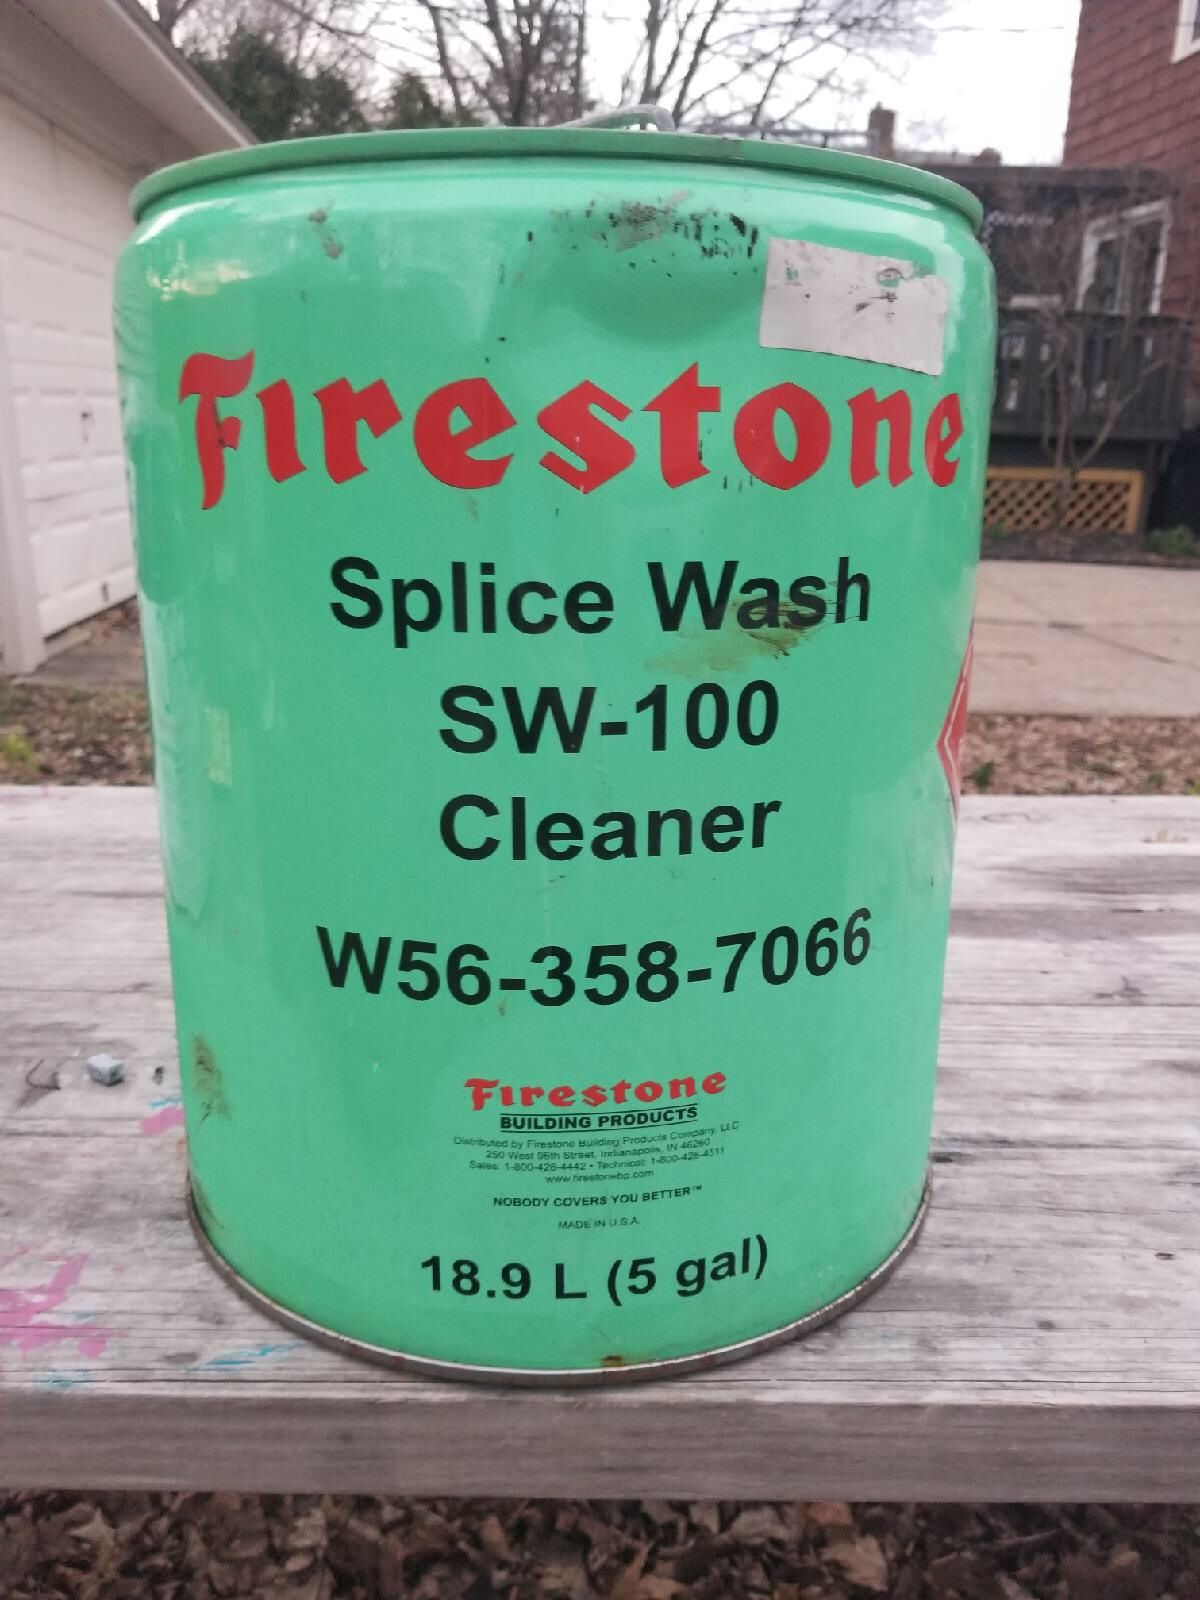 Firestone
Splice Wash
SW-100
Cleaner
W56-358-7066
Firestone
BUILDING PRODUCTS
Distributed by Firestone Building Products Company, LLC
250 West 96th Street, Indianapolis, IN 46260
Sales: 1-800-428-4442 • Technical: 1-800-428-4511
www.firestonebp.com
NOBODY COVERS YOU BETTER™
MADE IN U.S.A.
18.9 L (5 gal)